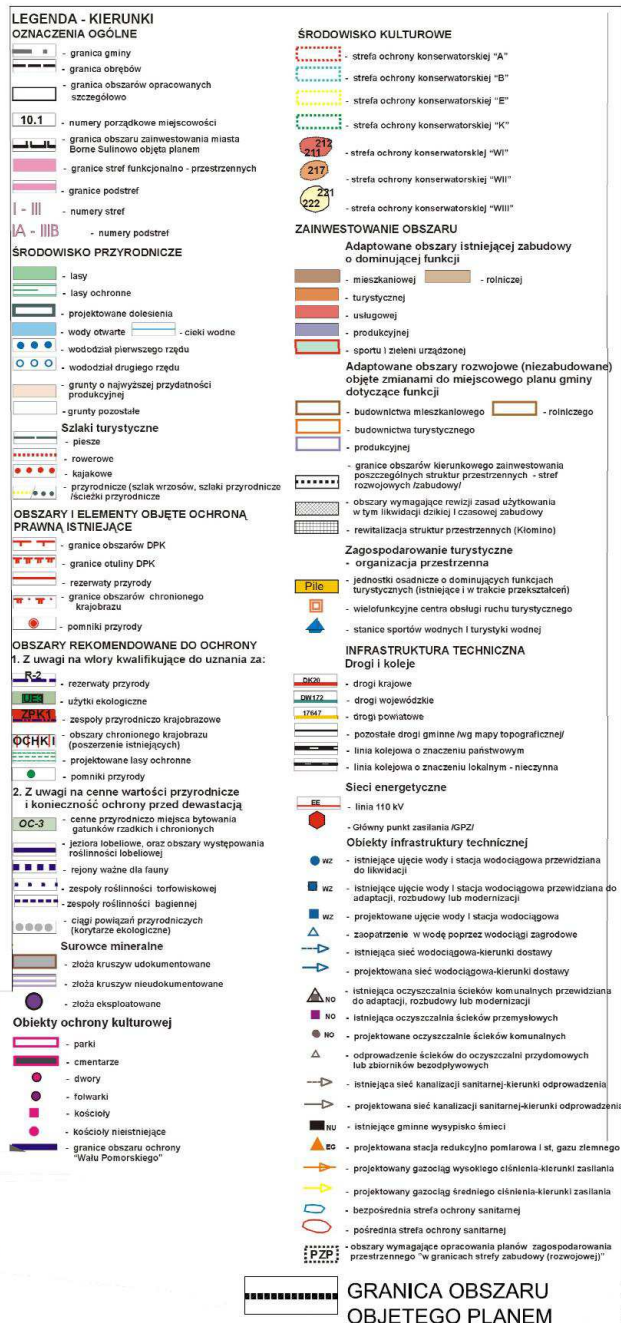 LEGENDA - KIERUNKI
OZNACZENIA OGÓLNE
- granica gminy
- granica obrębów
- granica obszarów opracowanych
szczegółowo
10.1 - numery porządkowe miejscowości
- granica obszaru zainwestowania miasta
Borne Sulinowo objęta planem
- granice stref funkcjonalno - przestrzennych
- granice podstref
I - III - numery stref
IA - IIIB - numery podstref
ŚRODOWISKO PRZYRODNICZE
- lasy
- lasy ochronne
- projektowane dolesienia
- wody otwarte - cieki wodne
- wododział pierwszego rzędu
- wododział drugiego rzędu
- grunty o najwyższej przydatności
produkcyjnej
- grunty pozostałe
Szlaki turystyczne
- piesze
- rowerowe
- kajakowe
- przyrodnicze (szlak wrzosów, szlaki przyrodnicze
/ścieżki przyrodnicze
OBSZARY I ELEMENTY OBJĘTE OCHRONĄ
PRAWNĄ ISTNIEJĄCE
- granice obszarów DPK
- granice otuliny DPK
- rezerwaty przyrody
- granice obszarów chronionego
krajobrazu
- pomniki przyrody
OBSZARY REKOMENDOWANE DO OCHRONY
1. Z uwagi na włory kwalifikujące do uznania za:
R-2 - rezerwaty przyrody
UE3 - użytki ekologiczne
ZPK1 - zespoły przyrodniczo krajobrazowe
OCHK I - obszary chronionego krajobrazu
(poszerzenie istniejących)
- projektowane lasy ochronne
- pomniki przyrody
2. Z uwagi na cenne wartości przyrodnicze
i konieczność ochrony przed dewastacją
OC-3 - cenne przyrodniczo miejsca bytowania
gatunków rzadkich i chronionych
- jeziora lobeliowe, oraz obszary występowania
roślinności lobeliowej
- rejony ważne dla fauny
- zespoły roślinności torfowiskowej
- zespoły roślinności bagiennej
- ciągi powiązań przyrodniczych
(korytarze ekologiczne)
Surowce mineralne
- złoża kruszyw udokumentowane
- złoża kruszyw nieudokumentowane
- złoża eksploatowane
Obiekty ochrony kulturowej
- parki
- cmentarze
- dwory
- folwarki
- kościoły
- kościoły nieistniejące
- granice obszaru ochrony
"Wału Pomorskiego"
ŚRODOWISKO KULTUROWE
- strefa ochrony konserwatorskiej "A"
- strefa ochrony konserwatorskiej "B"
- strefa ochrony konserwatorskiej "E"
- strefa ochrony konserwatorskiej "K"
212
211 - strefa ochrony konserwatorskiej "WI"
217 - strefa ochrony konserwatorskiej "WII"
221
222 - strefa ochrony konserwatorskiej "WIII"
ZAINWESTOWANIE OBSZARU
Adaptowane obszary istniejącej zabudowy
o dominującej funkcji
- mieszkaniowej - rolniczej
- turystycznej
- usługowej
- produkcyjnej
- sportu i zieleni urządzonej
Adaptowane obszary rozwojowe (niezabudowane)
objęte zmianami do miejscowego planu gminy
dotyczące funkcji
- budownictwa mieszkaniowego - rolniczego
- budownictwa turystycznego
- produkcyjnej
- granice obszarów kierunkowego zainwestowania
poszczególnych struktur przestrzennych - stref
rozwojowych /zabudowy/
- obszary wymagające rewizji zasad użytkowania
w tym likwidacji dzikiej I czasowej zabudowy
- rewitalizacja struktur przestrzennych (Kłomino)
Zagospodarowanie turystyczne
- organizacja przestrzenna
Pile - jednostki osadnicze o dominujących funkcjach
turystycznych (istniejące i w trakcie przekształceń)
- wielofunkcyjne centra obsługi ruchu turystycznego
- stanice sportów wodnych I turystyki wodnej
INFRASTRUKTURA TECHNICZNA
Drogi i koleje
DK20 - drogi krajowe
DW172 - drogi wojewódzkie
17647 - drogi powiatowe
- pozostałe drogi gminne /wg mapy topograficznej/
- linia kolejowa o znaczeniu państwowym
- linia kolejowa o znaczeniu lokalnym - nieczynna
Sieci energetyczne
EE - linia 110 kV
- Główny punkt zasilania /GPZ/
Obiekty infrastruktury technicznej
WZ - istniejące ujęcie wody i stacja wodociągowa przewidziana
do likwidacji
WZ - istniejące ujęcie wody I stacja wodociągowa przewidziana do
adaptacji, rozbudowy lub modernizacji
WZ - projektowane ujęcie wody I stacja wodociągowa
- zaopatrzenie w wodę poprzez wodociągi zagrodowe
- istniejąca sieć wodociągowa-kierunki dostawy
- projektowana sieć wodociągowa-kierunki dostawy
NO - istniejąca oczyszczalnia ścieków komunalnych przewidziana
do adaptacji, rozbudowy lub modernizacji
NO - istniejąca oczyszczalnia ścieków przemysłowych
NO - projektowane oczyszczalnie ścieków komunalnych
- odprowadzenie ścieków do oczyszczalni przydomowych
lub zbiorników bezodpływowych
- istniejąca sieć kanalizacji sanitarnej-kierunki odprowadzenia
- projektowana sieć kanalizacji sanitarnej-kierunki odprowadzenia
NU - istniejące gminne wysypisko śmieci
EG - projektowana stacja redukcyjno pomiarowa i st, gazu ziemnego
- projektowany gazociąg wysokiego ciśnienia-kierunki zasilania
- projektowany gazociąg średniego ciśnienia-kierunki zasilania
- bezpośrednia strefa ochrony sanitarnej
- pośrednia strefa ochrony sanitarnej
PZP - obszary wymagające opracowania planów zagospodarowania
przestrzennego "w granicach strefy zabudowy (rozwojowej)"
GRANICA OBSZARU
OBJETEGO PLANEM